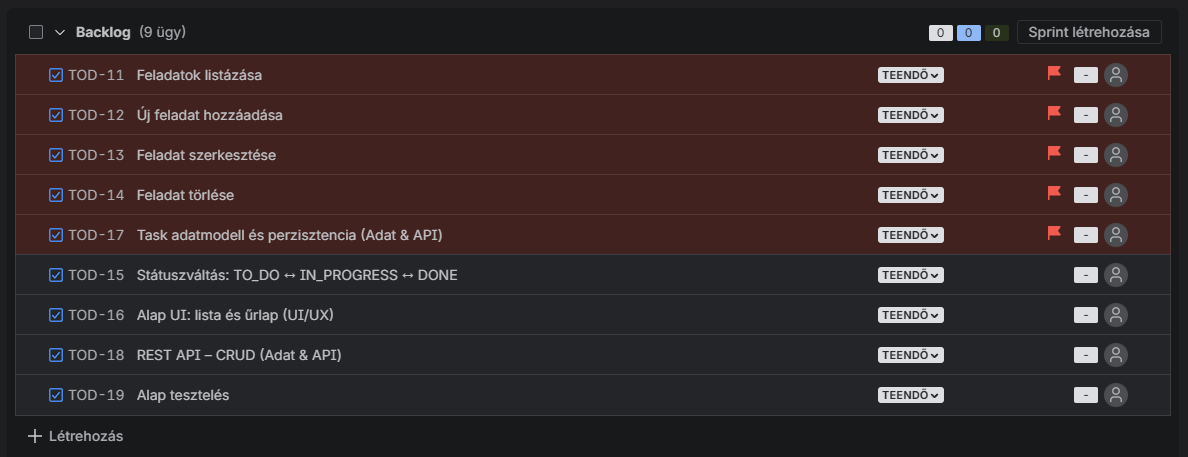 Backlog (9 ügy) 0 0 0 Sprint létrehozása
TOD-11 Feladatok listázása TEENDŐ -
TOD-12 Új feladat hozzáadása TEENDŐ -
TOD-13 Feladat szerkesztése TEENDŐ -
TOD-14 Feladat törlése TEENDŐ -
TOD-17 Task adatmodell és perzisztencia (Adat & API) TEENDŐ -
TOD-15 Státuszváltás: TO_DO ↔ IN_PROGRESS ↔ DONE TEENDŐ -
TOD-16 Alap UI: lista és űrlap (UI/UX) TEENDŐ -
TOD-18 REST API – CRUD (Adat & API) TEENDŐ -
TOD-19 Alap tesztelés TEENDŐ -
+ Létrehozás